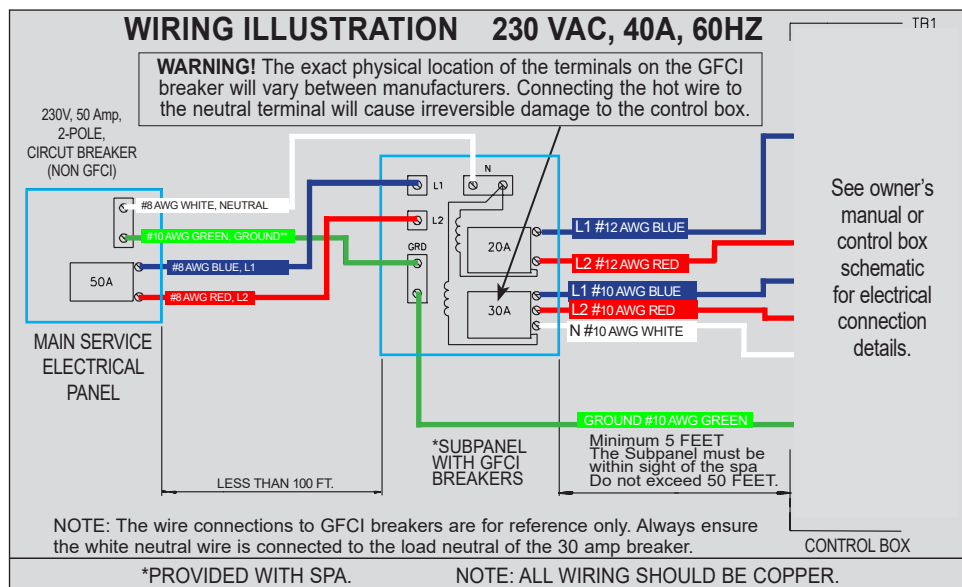 WIRING ILLUSTRATION 230 VAC, 40A, 60HZ
WARNING! The exact physical location of the terminals on the GFCI
breaker will vary between manufacturers. Connecting the hot wire to
the neutral terminal will cause irreversible damage to the control box.
TB1
230V, 50 Amp,
2-POLE,
CIRCUT BREAKER
(NON GFCI)
#8 AWG WHITE, NEUTRAL
#10 AWG GREEN, GROUND**
#8 AWG BLUE, L1
#8 AWG RED, L2
50A
MAIN SERVICE
ELECTRICAL
PANEL
LESS THAN 100 FT.
N
L1
L2
GRD
20A
30A
*SUBPANEL
WITH GFCI
BREAKERS
L1 #12 AWG BLUE
L2 #12 AWG RED
L1 #10 AWG BLUE
L2 #10 AWG RED
N #10 AWG WHITE
GROUND #10 AWG GREEN
Minimum 5 FEET
The Subpanel must be
within sight of the spa
Do not exceed 50 FEET.
See owner's
manual or
control box
schematic
for electrical
connection
details.
CONTROL BOX
NOTE: The wire connections to GFCI breakers are for reference only. Always ensure
the white neutral wire is connected to the load neutral of the 30 amp breaker.
*PROVIDED WITH SPA. NOTE: ALL WIRING SHOULD BE COPPER.